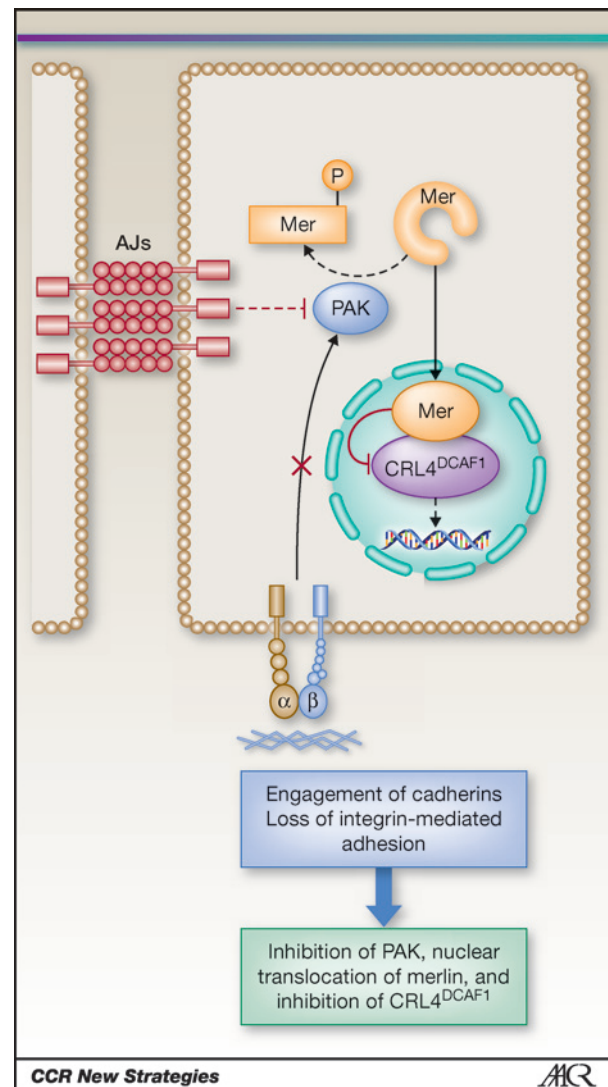 P
Mer
Mer
AJs
PAK
Mer
CRL4DCAF1
α β
Engagement of cadherins
Loss of integrin-mediated
adhesion
Inhibition of PAK, nuclear
translocation of merlin, and
inhibition of CRL4DCAF1
CCR New Strategies
AACR